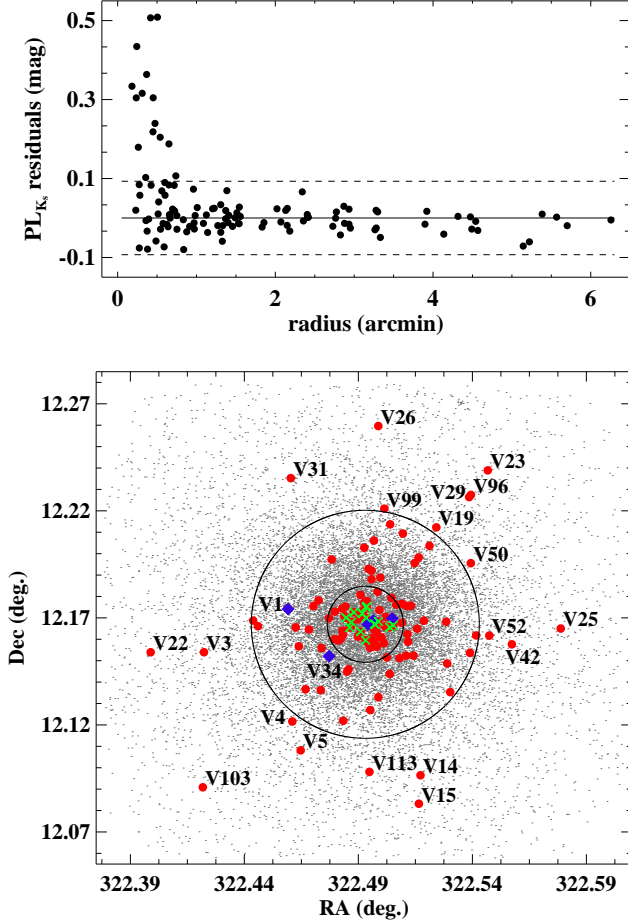 0.5
0.3
0.1
-0.1
PL_{K_s} residuals (mag)
0 2 4 6
radius (arcmin)
12.27
12.22
12.17
12.12
12.07
Dec (deg.)
V26
V31
V23
V29 V96
V99
V19
V50
V1
V25
V52
V22 V3
V42
V34
V4
V5
V113 V14
V103
V15
322.39 322.44 322.49 322.54 322.59
RA (deg.)